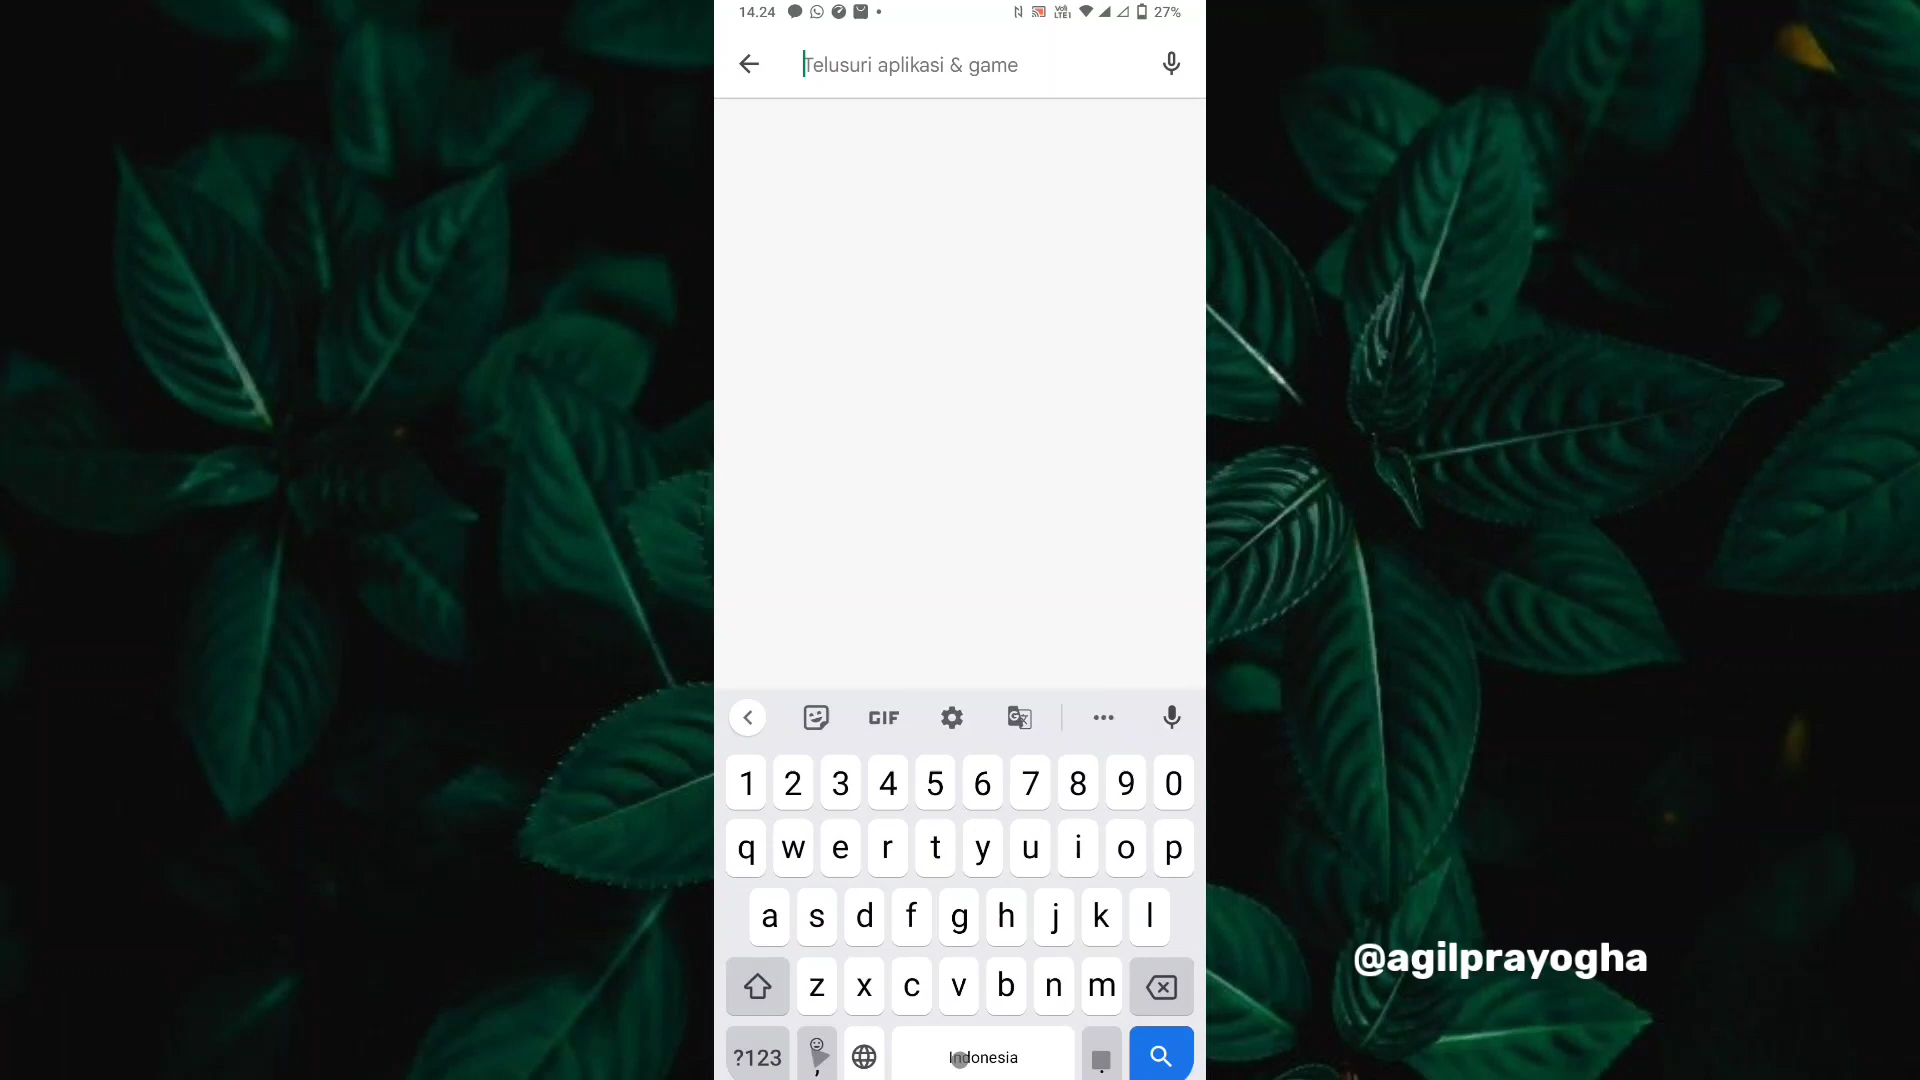 14.24 27%
Telusuri aplikasi & game
GIF
1 2 3 4 5 6 7 8 9 0
q w e r t y u i o p
a s d f g h j k l
z x c v b n m
?123 , Indonesia .
@agilprayogha